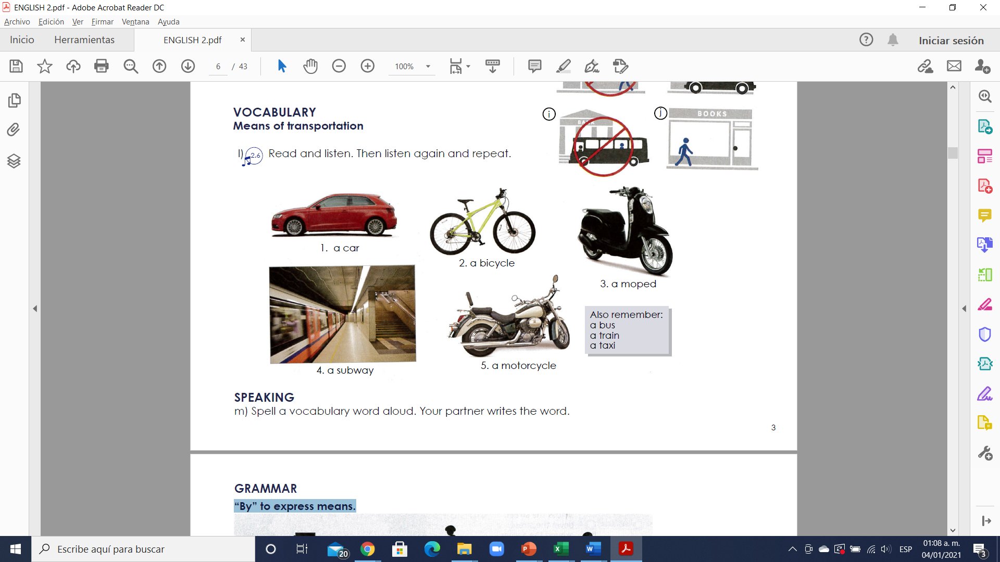 ENGLISH 2.pdf - Adobe Acrobat Reader DC
Archivo Edición Ver Firmar Ventana Ayuda
Inicio Herramientas ENGLISH 2.pdf Iniciar sesión
6 / 43 100%
VOCABULARY
Means of transportation
l) 2.6 Read and listen. Then listen again and repeat.
i
BANK
j
BOOKS
1. a car
2. a bicycle
3. a moped
4. a subway
5. a motorcycle
Also remember:
a bus
a train
a taxi
SPEAKING
m) Spell a vocabulary word aloud. Your partner writes the word.
3
GRAMMAR
“By” to express means.
Escribe aquí para buscar
20
ESP
01:08 a. m.
04/01/2021
3